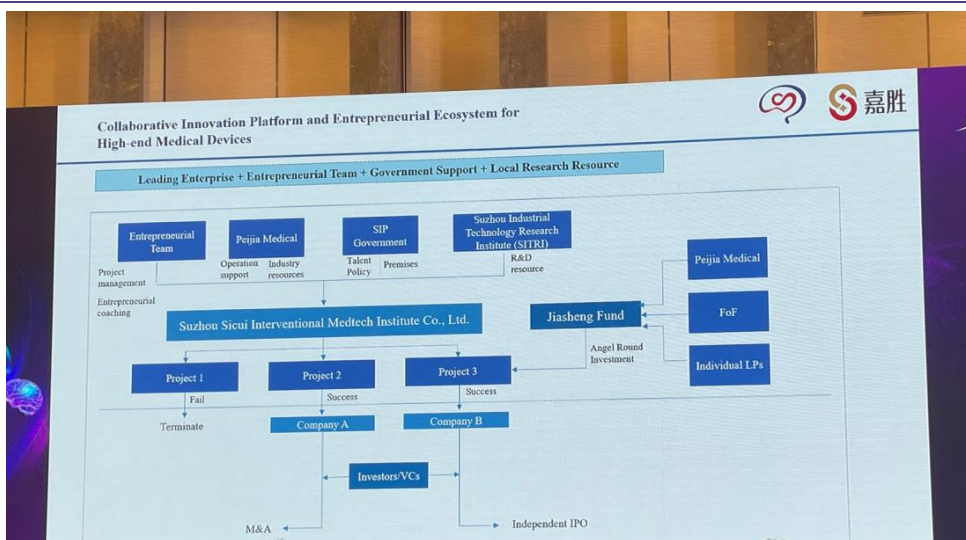 Collaborative Innovation Platform and Entrepreneurial Ecosystem for
High-end Medical Devices
嘉胜
Leading Enterprise + Entrepreneurial Team + Government Support + Local Research Resource
Entrepreneurial
Team
Peijia Medical
SIP
Government
Suzhou Industrial
Technology Research
Institute (SITRI)
Project
management
Entrepreneurial
coaching
Operation
support
Industry
resources
Talent
Policy
Premises
R&D
resource
Peijia Medical
FoF
Individual LPs
Suzhou Sicui Interventional Medtech Institute Co., Ltd.
Jiasheng Fund
Angel Round
Investment
Project 1
Project 2
Project 3
Fail
Success
Success
Terminate
Company A
Company B
Investors/VCs
M&A
Independent IPO